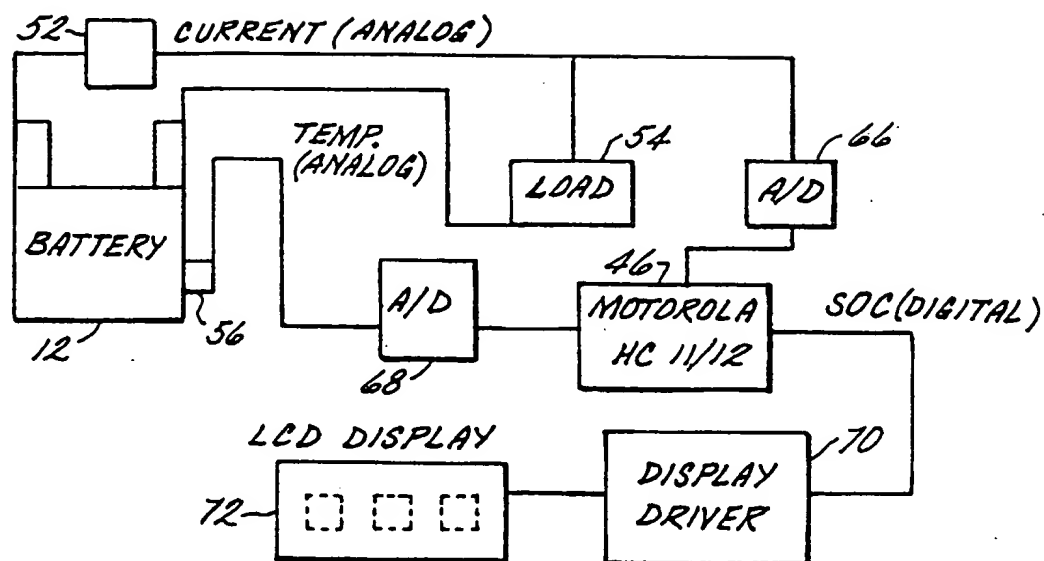 52
CURRENT (ANALOG)
TEMP.
(ANALOG)
54
66
LOAD
A/D
BATTERY
46
12
56
A/D
68
MOTOROLA
HC 11/12
SOC(DIGITAL)
LCD DISPLAY
70
72
DISPLAY
DRIVER